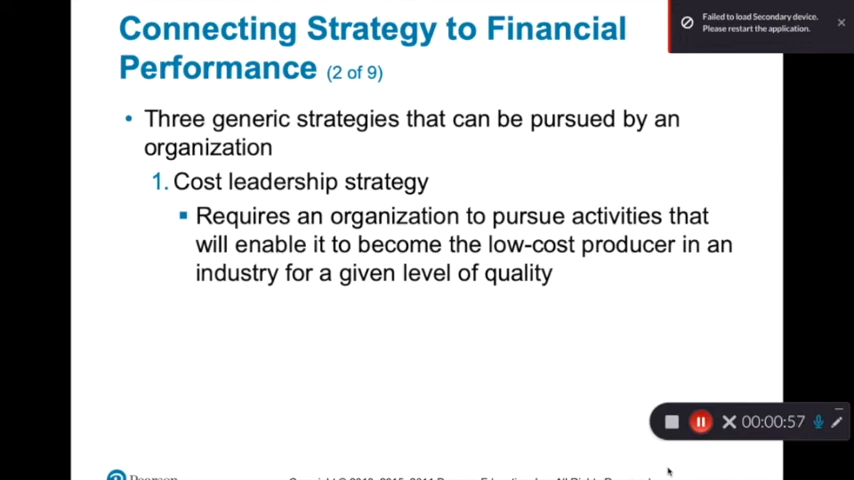 Connecting Strategy to Financial
Performance (2 of 9)
Failed to load Secondary device.
Please restart the application.
• Three generic strategies that can be pursued by an
organization
1. Cost leadership strategy
▪ Requires an organization to pursue activities that
will enable it to become the low-cost producer in an
industry for a given level of quality
00:00:57
Pearson